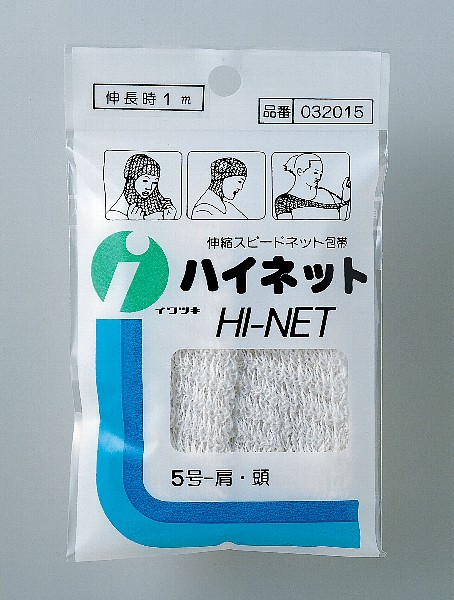 伸長時1m
品番 032015
伸縮スピードネット包帯
ハイネット
イワツキ
HI-NET
5号-肩・頭